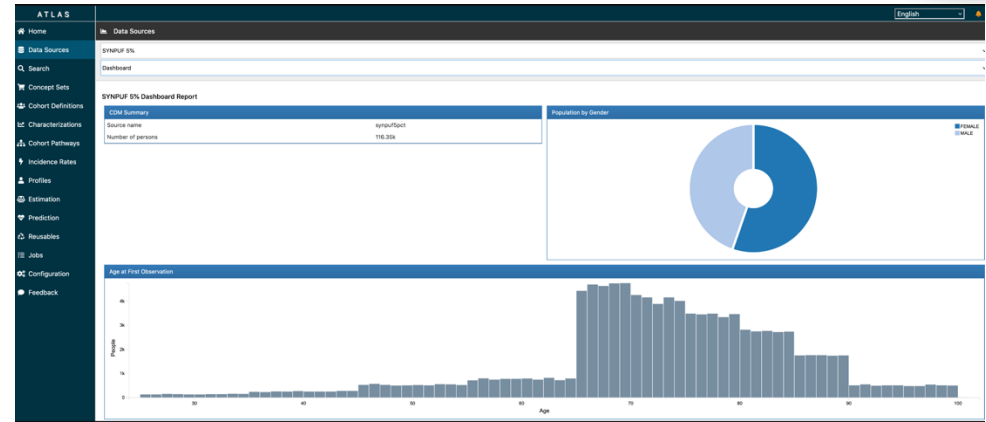 ATLAS
English
Home
Data Sources
Search
Concept Sets
Cohort Definitions
Characterizations
Cohort Pathways
Incidence Rates
Profiles
Estimation
Prediction
Reusables
Jobs
Configuration
Feedback
Data Sources
SYNPUF 5%
Dashboard
SYNPUF 5% Dashboard Report
CDM Summary
Source name synpuf5pct
Number of persons 116.35k
Population by Gender
FEMALE
MALE
Age at First Observation
People
4k
3k
2k
1k
0
30 40 50 60 70 80 90 100
Age